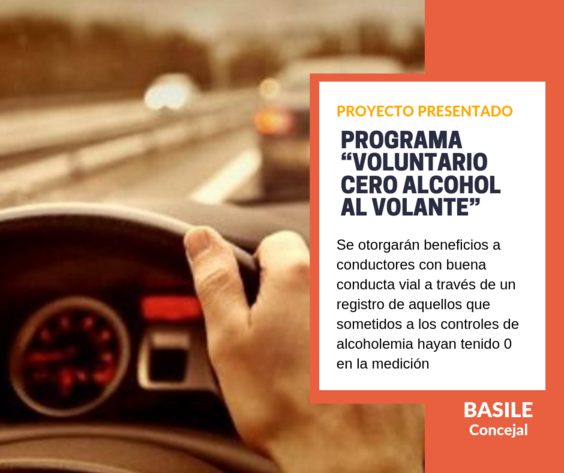 PROYECTO PRESENTADO
PROGRAMA
“VOLUNTARIO
CERO ALCOHOL
AL VOLANTE”
Se otorgarán beneficios a
conductores con buena
conducta vial a través de un
registro de aquellos que
sometidos a los controles de
alcoholemia hayan tenido 0
en la medición
BASILE
Concejal